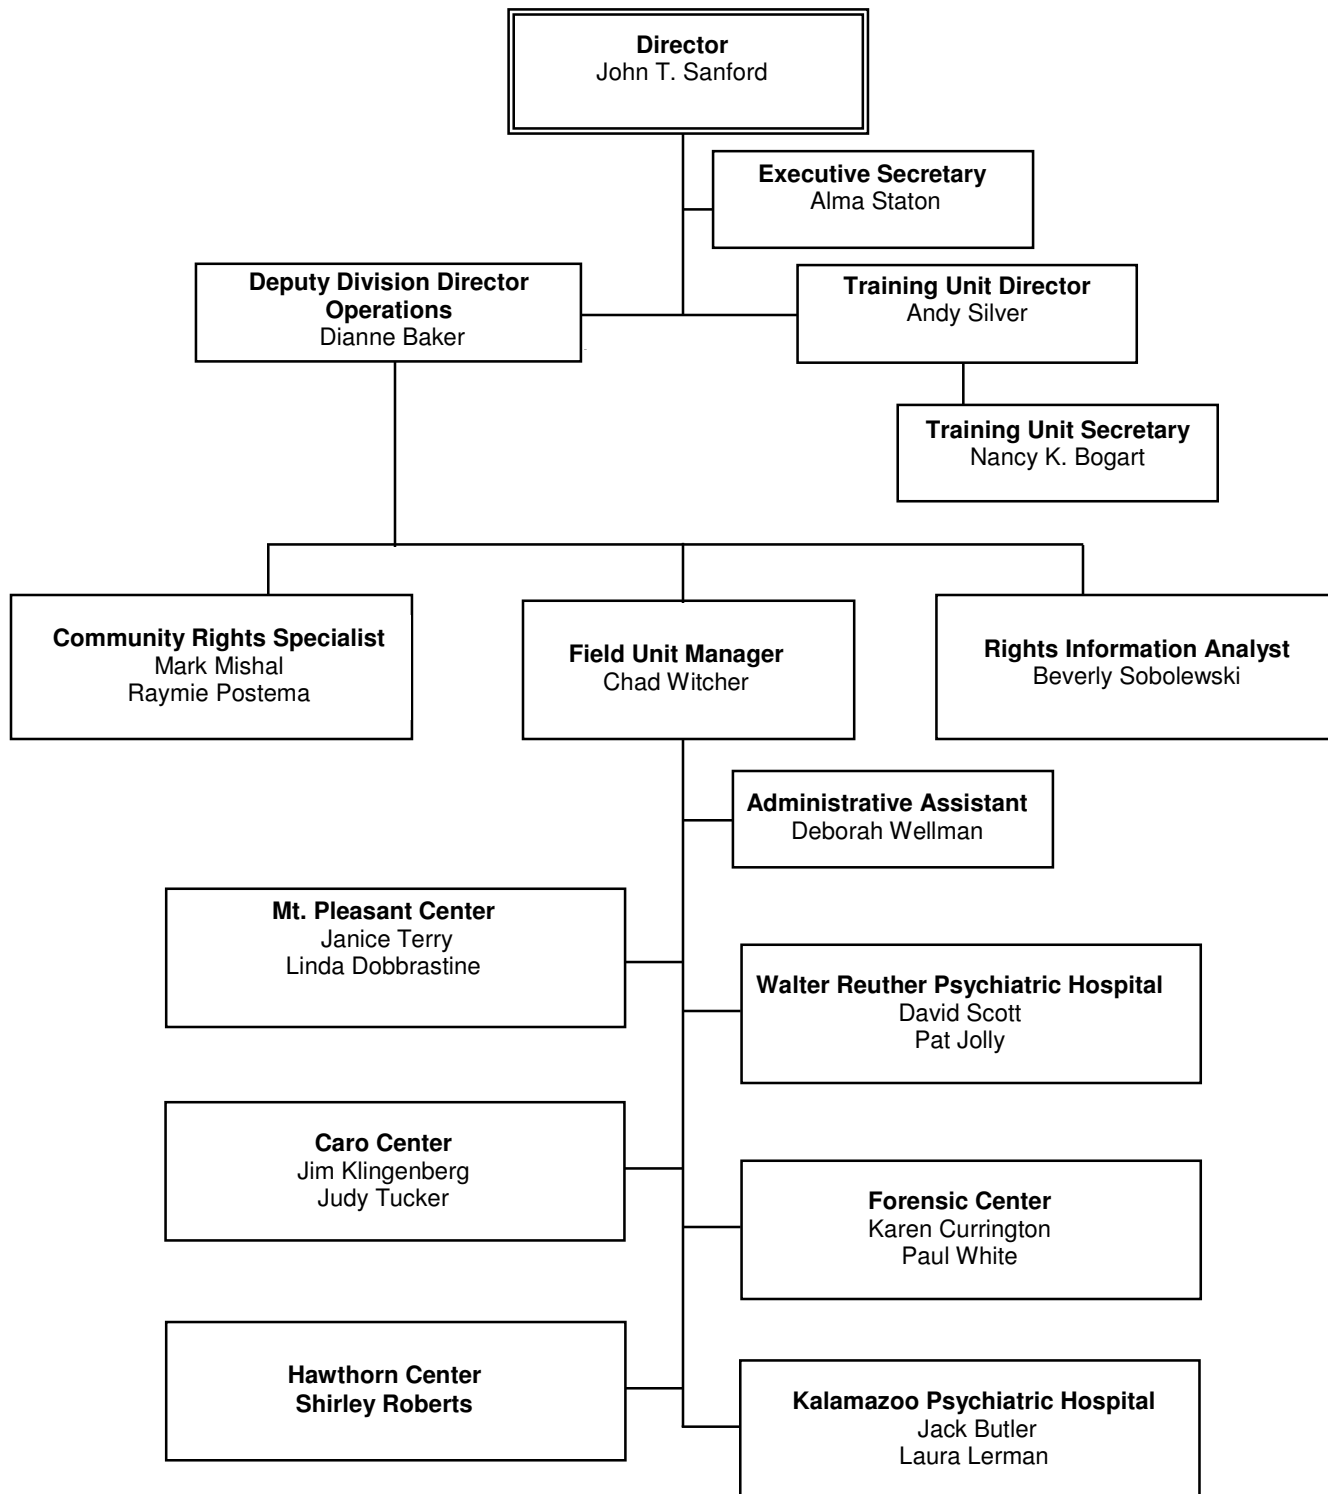 Director
John T. Sanford
Executive Secretary
Alma Staton
Deputy Division Director
Operations
Dianne Baker
Training Unit Director
Andy Silver
Training Unit Secretary
Nancy K. Bogart
Community Rights Specialist
Mark Mishal
Raymie Postema
Field Unit Manager
Chad Witcher
Rights Information Analyst
Beverly Sobolewski
Administrative Assistant
Deborah Wellman
Mt. Pleasant Center
Janice Terry
Linda Dobbrastine
Walter Reuther Psychiatric Hospital
David Scott
Pat Jolly
Caro Center
Jim Klingenberg
Judy Tucker
Forensic Center
Karen Currington
Paul White
Hawthorn Center
Shirley Roberts
Kalamazoo Psychiatric Hospital
Jack Butler
Laura Lerman